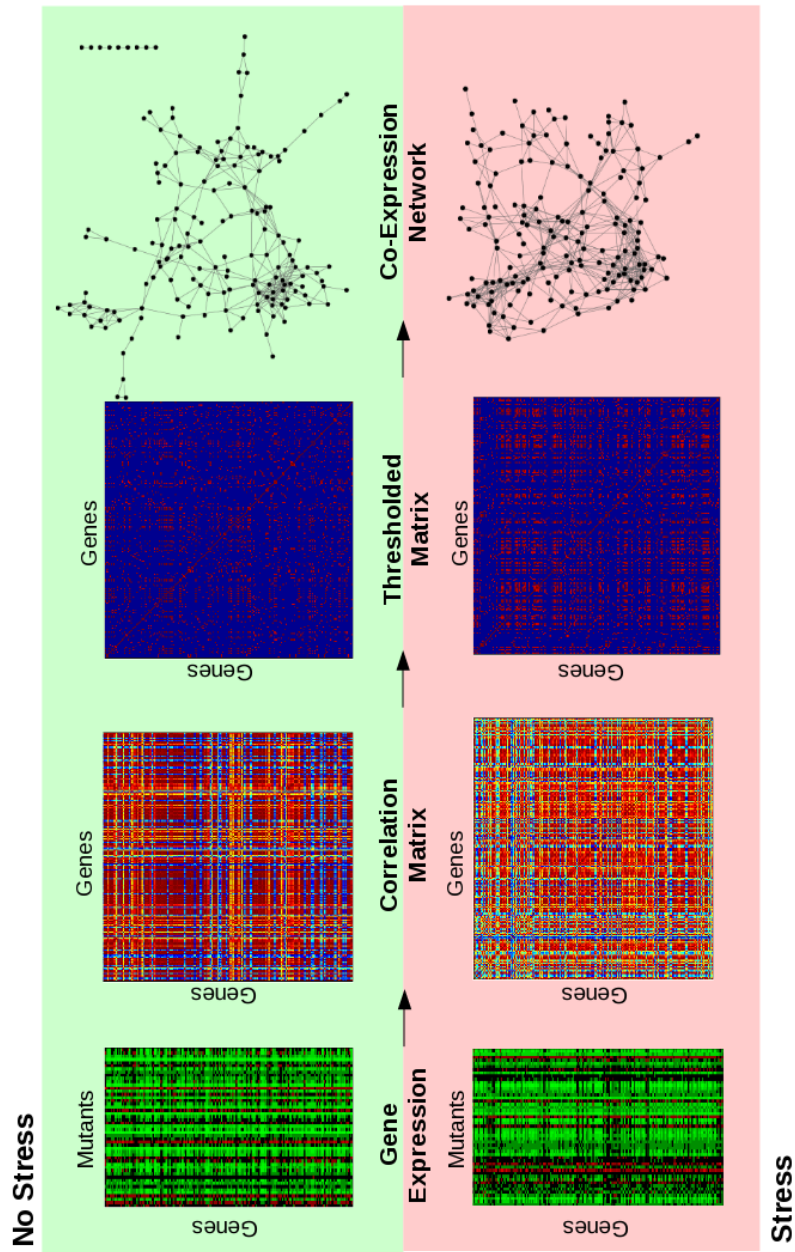 No Stress
Mutants
Genes
Genes
Genes
Genes
Genes
Gene
Expression
Correlation
Matrix
Thresholded
Matrix
Co-Expression
Network
Mutants
Genes
Genes
Genes
Genes
Genes
Stress